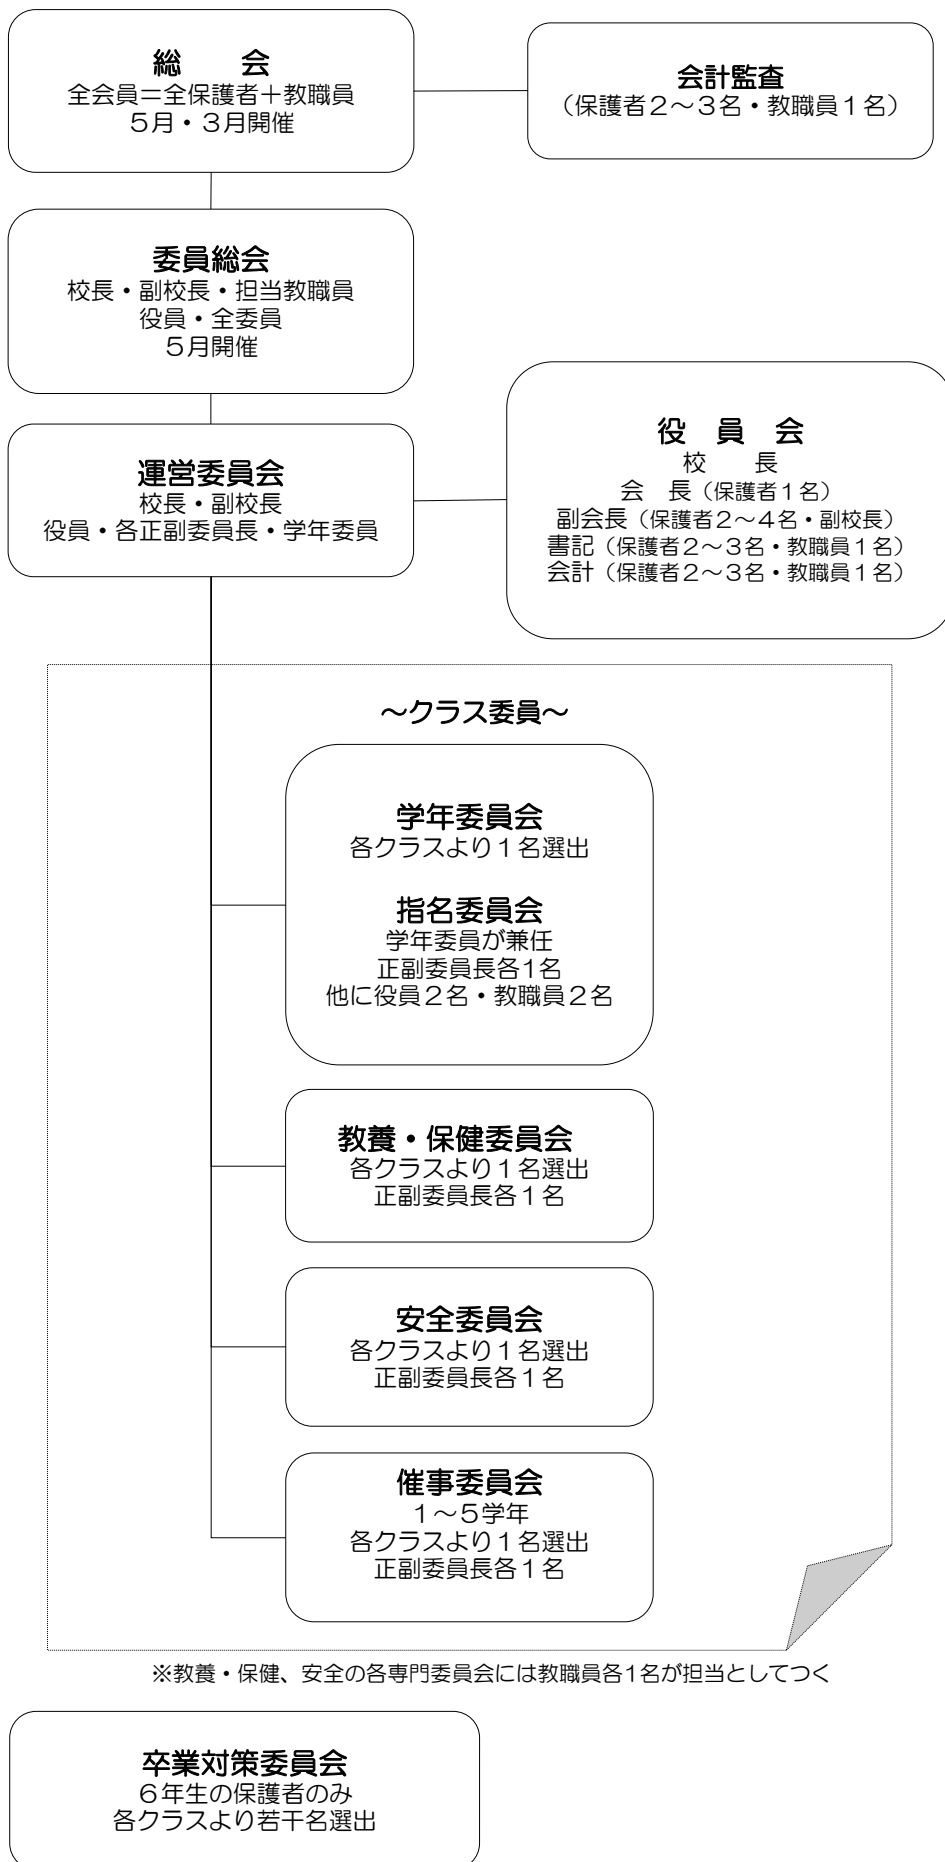 総　　会
全会員＝全保護者＋教職員
５月・３月開催
会計監査
（保護者２～３名・教職員１名）
委員総会
校長・副校長・担当教職員
役員・全委員
５月開催
運営委員会
校長・副校長
役員・各正副委員長・学年委員
役　員　会
校　　長
会　長（保護者１名）
副会長（保護者２～４名・副校長）
書記（保護者２～３名・教職員１名）
会計（保護者２～３名・教職員１名）
～クラス委員～
学年委員会
各クラスより１名選出
指名委員会
学年委員が兼任
正副委員長各1名
他に役員２名・教職員２名
教養・保健委員会
各クラスより１名選出
正副委員長各１名
安全委員会
各クラスより１名選出
正副委員長各１名
催事委員会
１～５学年
各クラスより１名選出
正副委員長各１名
※教養・保健、安全の各専門委員会には教職員各1名が担当としてつく
卒業対策委員会
６年生の保護者のみ
各クラスより若干名選出